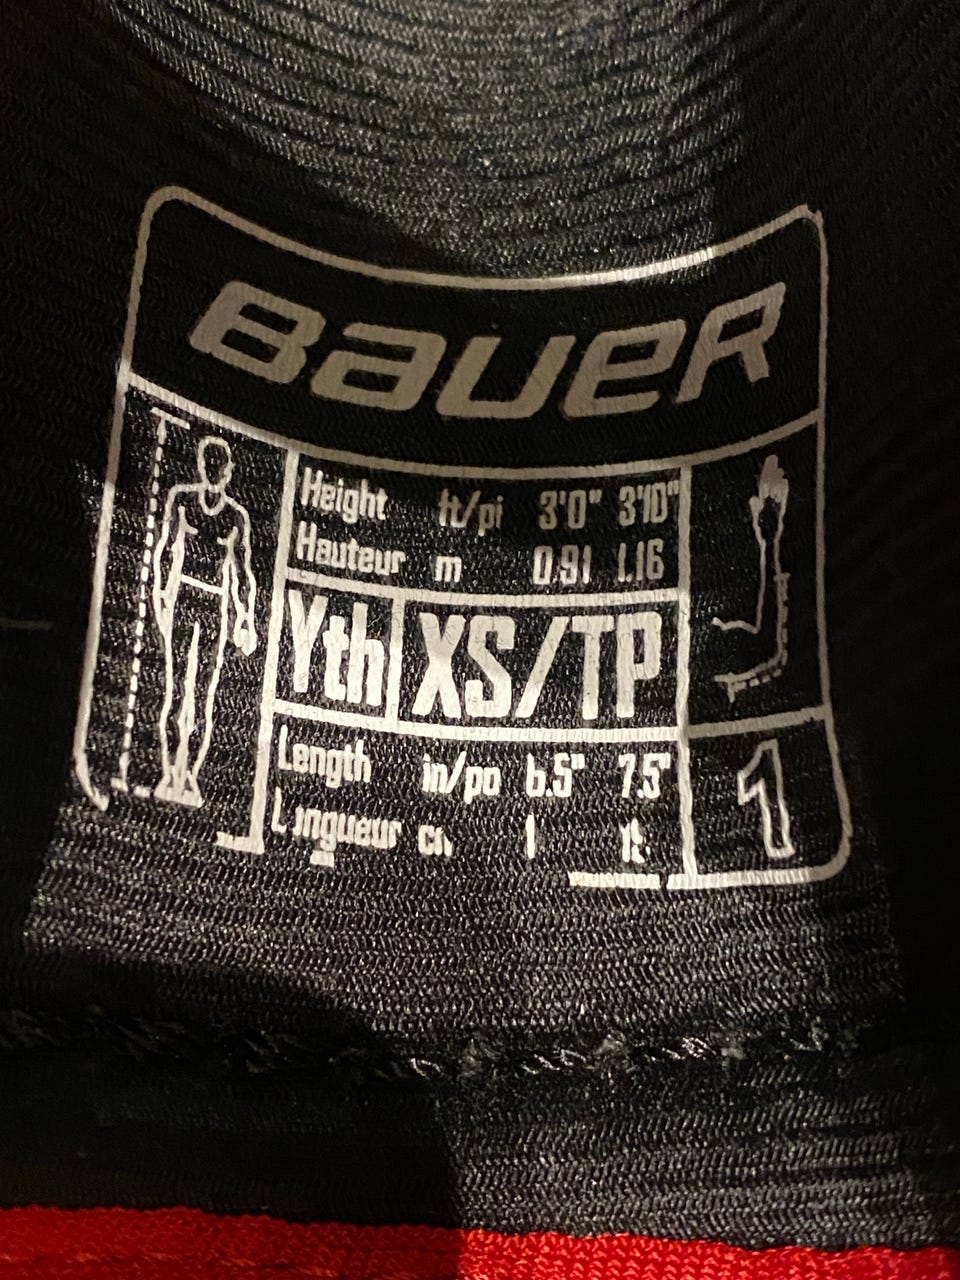 BAUER
Height ft/pi 3'0" 3'10"
Hauteur m 0.91 1.16
Yth XS/TP
Length in/po 6.5" 7.5"
1